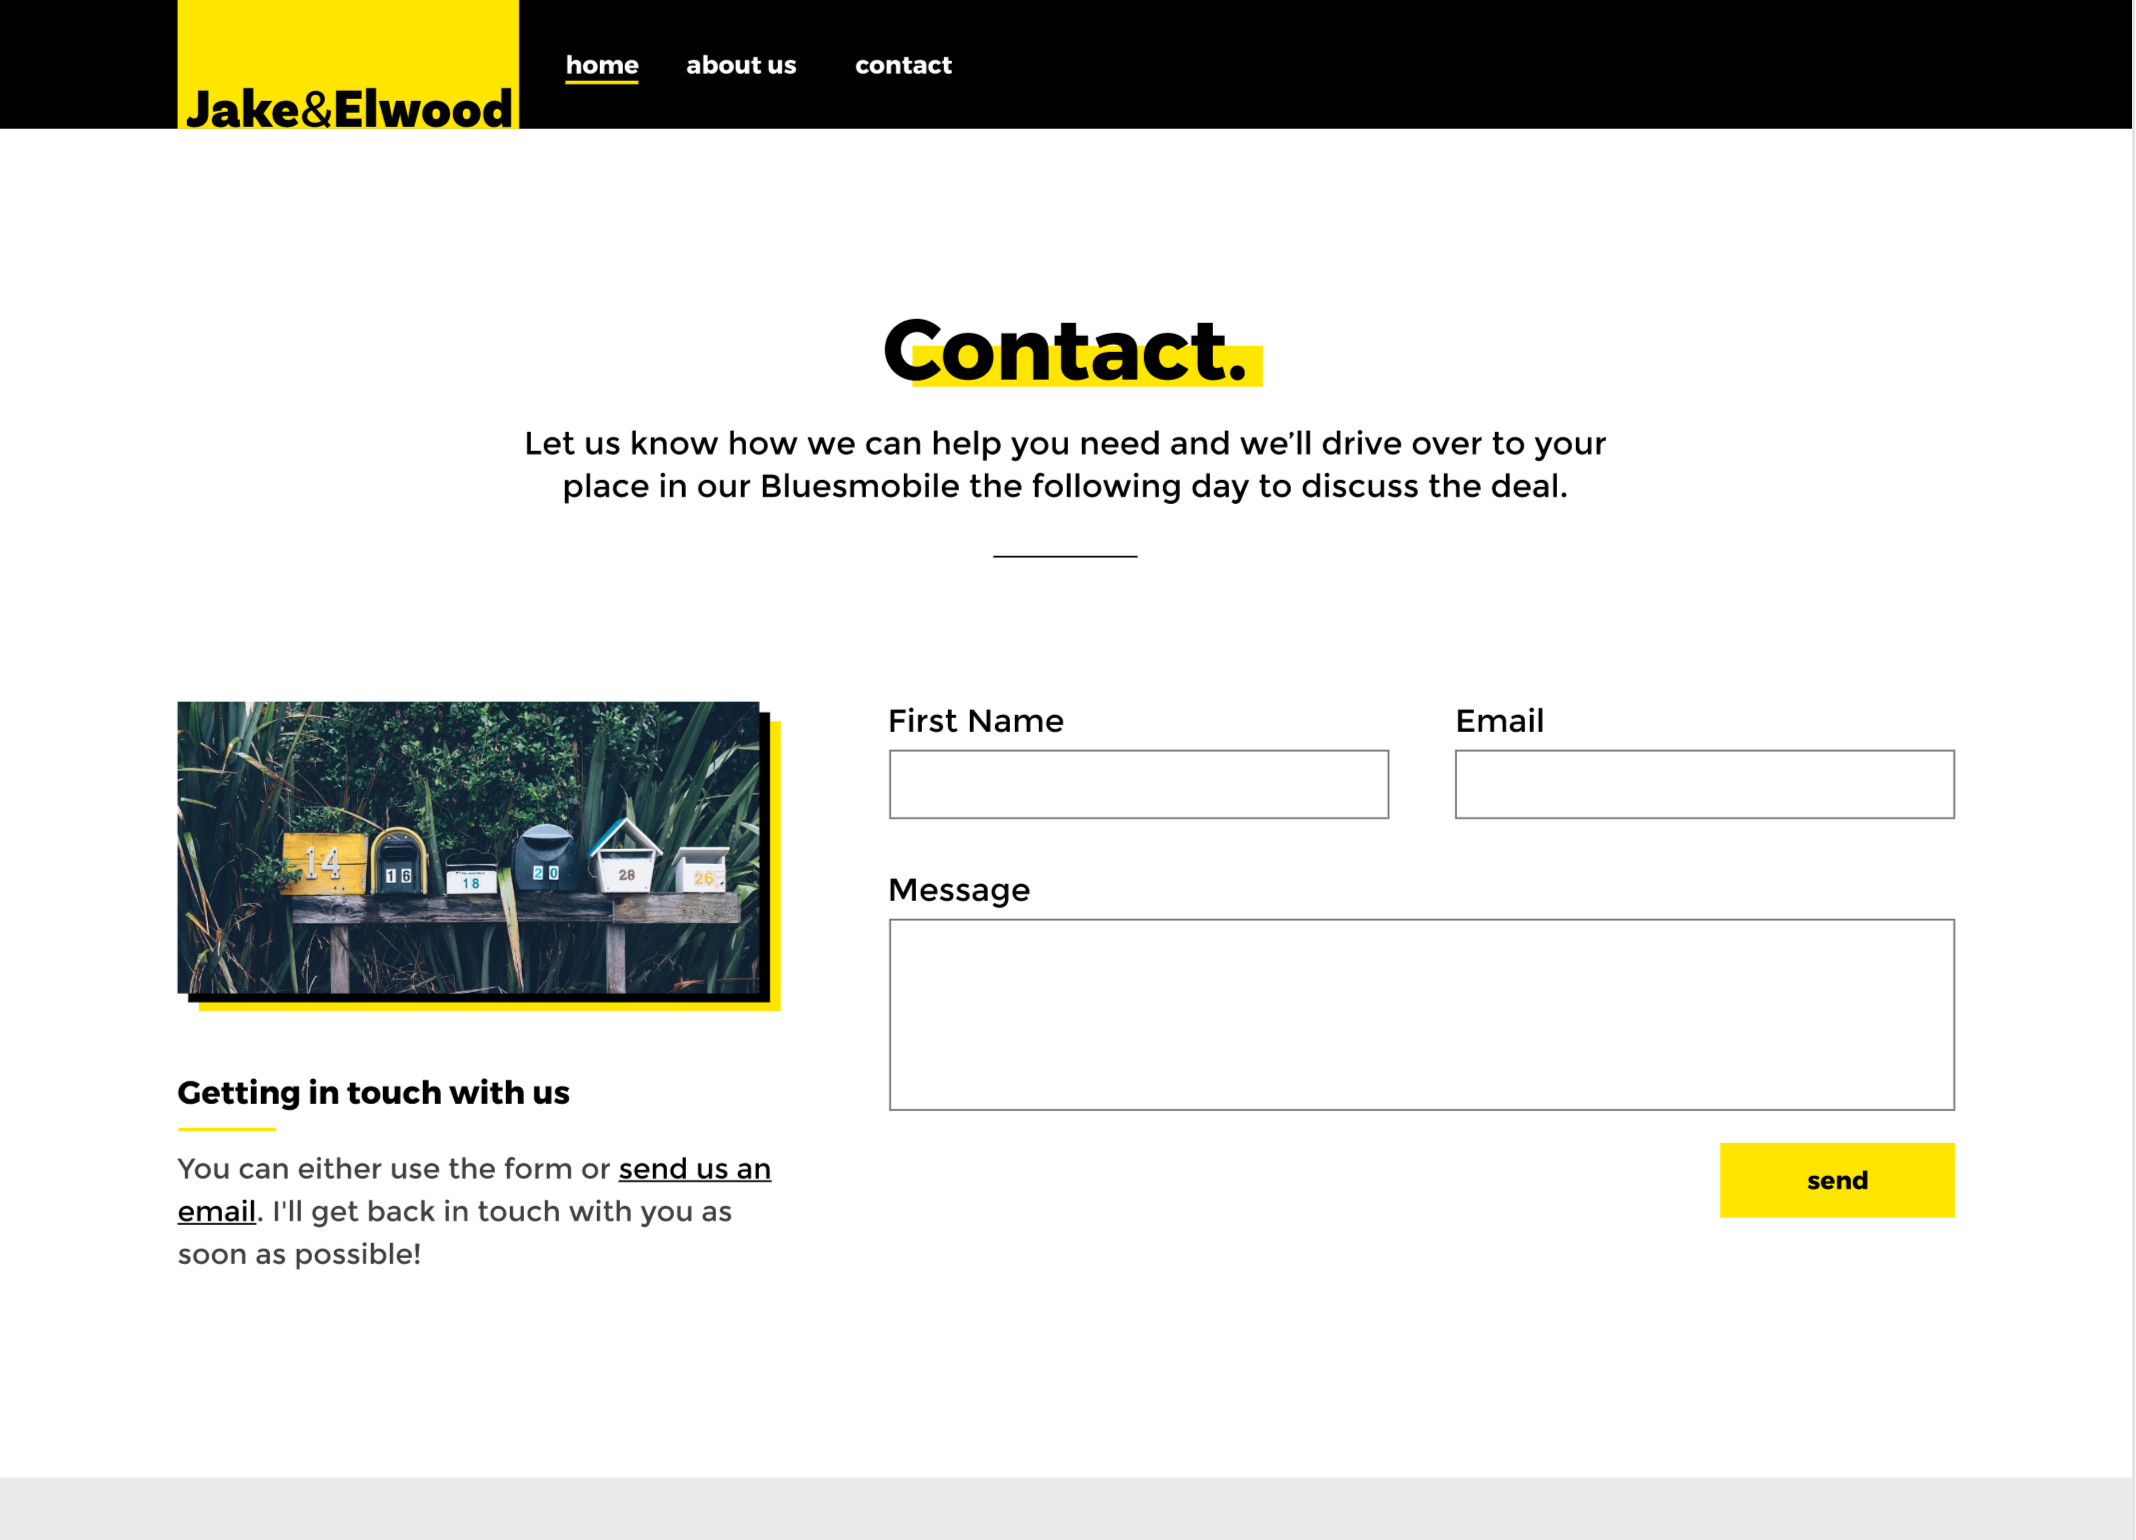 Jake&Elwood
home about us contact
Contact.
Let us know how we can help you need and we’ll drive over to your
place in our Bluesmobile the following day to discuss the deal.
14 16 18 20 28 26
Getting in touch with us
You can either use the form or send us an
email. I'll get back in touch with you as
soon as possible!
First Name Email
Message
send